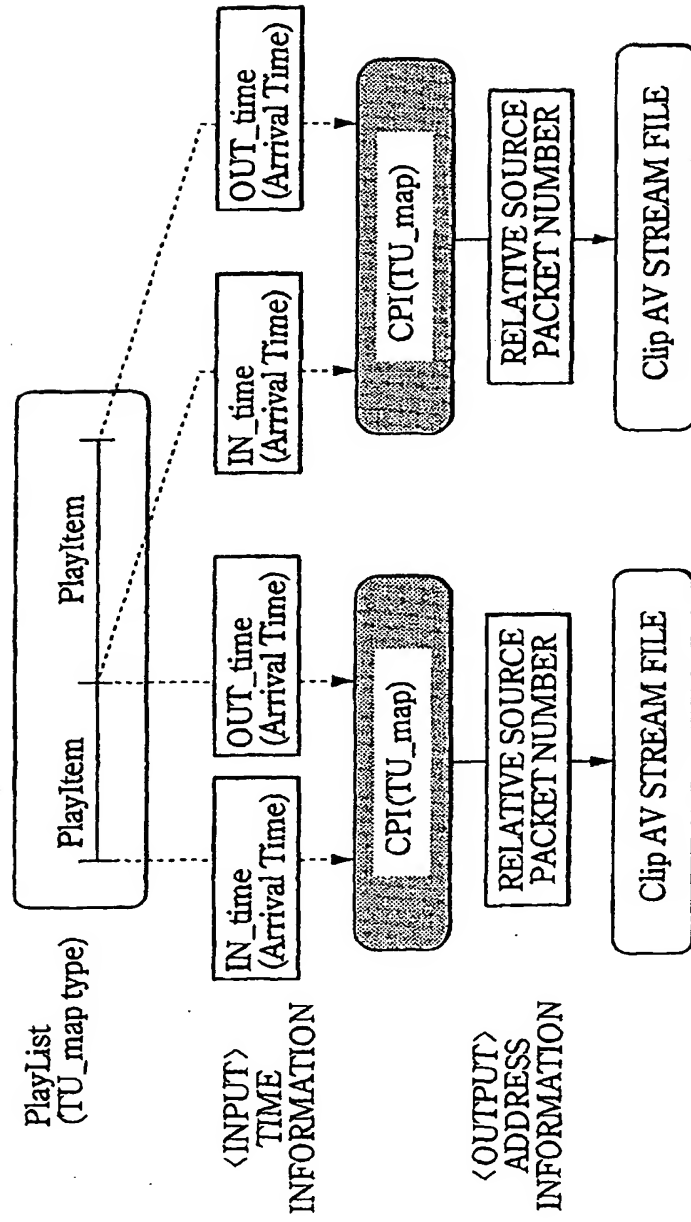 PlayList
(TU_map type)
PlayItem
PlayItem
<INPUT>
TIME
INFORMATION
IN_time
(Arrival Time)
OUT_time
(Arrival Time)
IN_time
(Arrival Time)
OUT_time
(Arrival Time)
CPI(TU_map)
CPI(TU_map)
<OUTPUT>
ADDRESS
INFORMATION
RELATIVE SOURCE
PACKET NUMBER
RELATIVE SOURCE
PACKET NUMBER
Clip AV STREAM FILE
Clip AV STREAM FILE